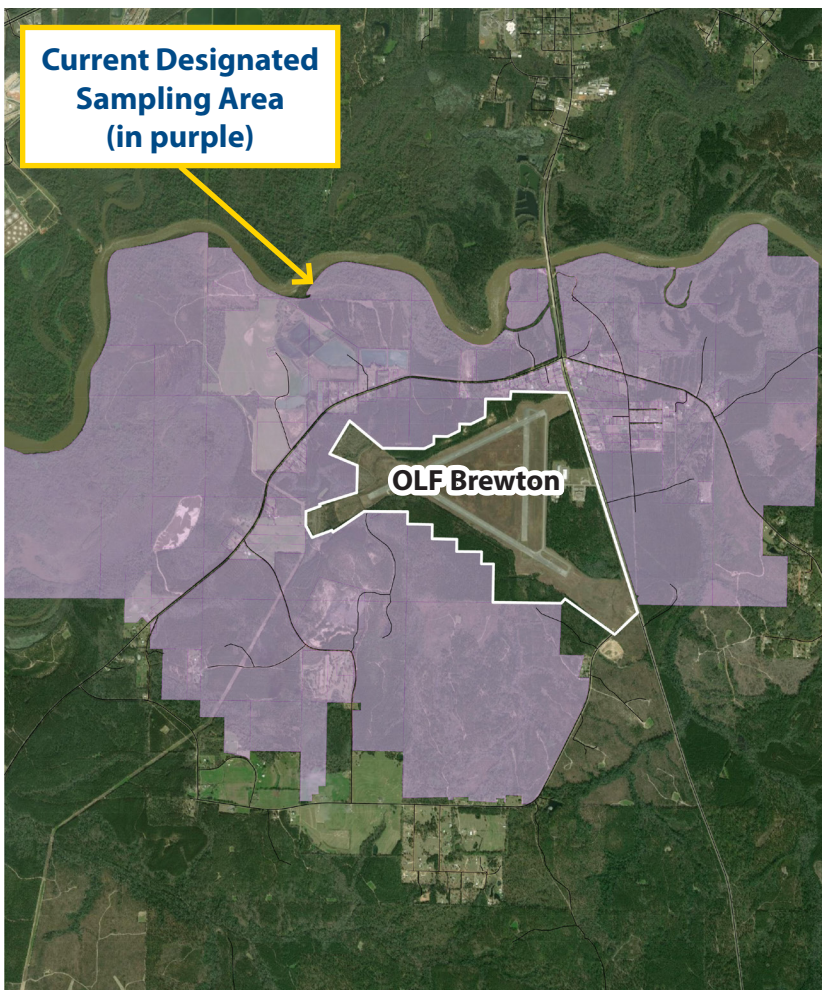 Current Designated
Sampling Area
(in purple)
OLF Brewton